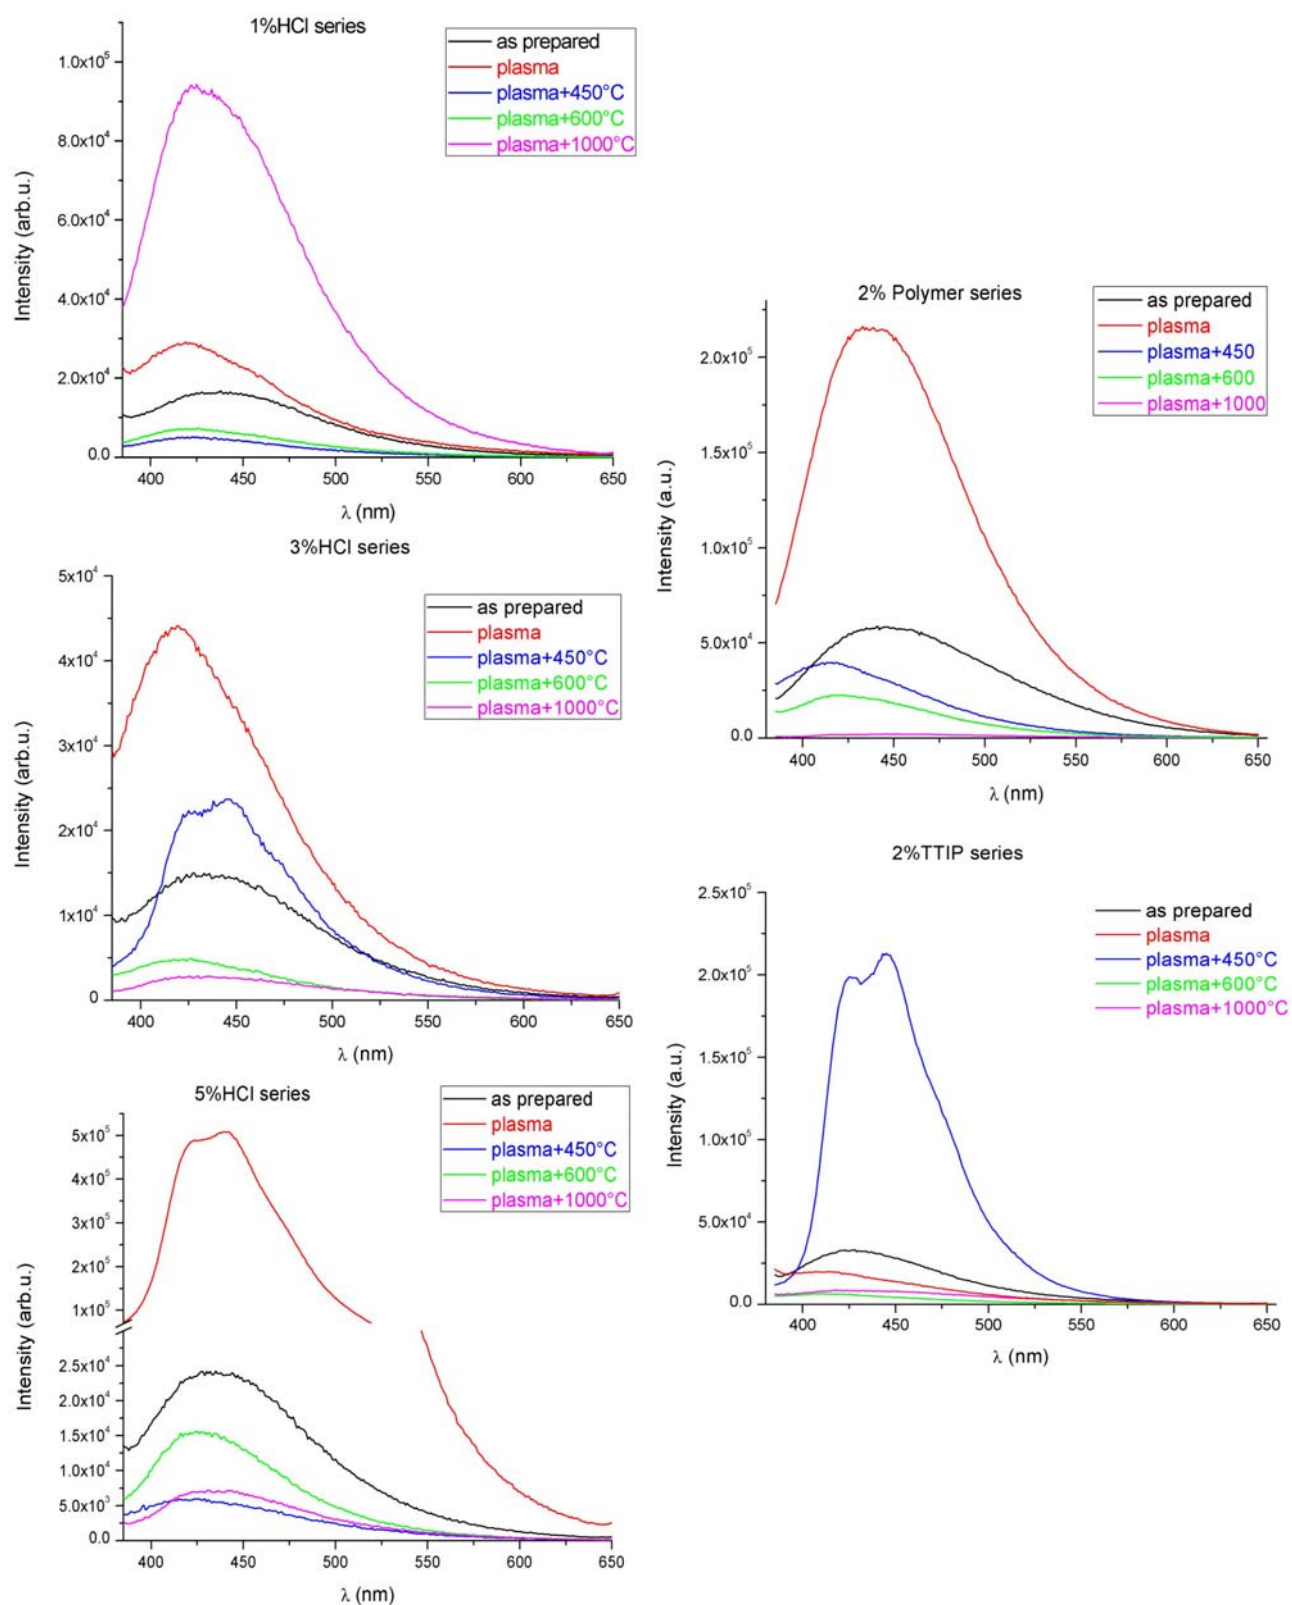 1%HCl series
as prepared
plasma
plasma+450°C
plasma+600°C
plasma+1000°C
Intensity (arb.u.)
1.0x10⁵
8.0x10⁴
6.0x10⁴
4.0x10⁴
2.0x10⁴
0.0
400 450 500 550 600 650
λ (nm)
3%HCl series
as prepared
plasma
plasma+450°C
plasma+600°C
plasma+1000°C
Intensity (arb.u.)
5x10⁴
4x10⁴
3x10⁴
2x10⁴
1x10⁴
0
400 450 500 550 600 650
λ (nm)
5%HCl series
as prepared
plasma
plasma+450°C
plasma+600°C
plasma+1000°C
Intensity (arb.u.)
5x10⁵
4x10⁵
3x10⁵
2x10⁵
1x10⁵
2.5x10⁴
2.0x10⁴
1.5x10⁴
1.0x10⁴
5.0x10³
0.0
400 450 500 550 600 650
λ (nm)
2% Polymer series
as prepared
plasma
plasma+450
plasma+600
plasma+1000
Intensity (a.u.)
2.0x10⁵
1.5x10⁵
1.0x10⁵
5.0x10⁴
0.0
400 450 500 550 600 650
λ (nm)
2%TTIP series
as prepared
plasma
plasma+450°C
plasma+600°C
plasma+1000°C
Intensity (a.u.)
2.5x10⁵
2.0x10⁵
1.5x10⁵
1.0x10⁵
5.0x10⁴
0.0
400 450 500 550 600 650
λ (nm)